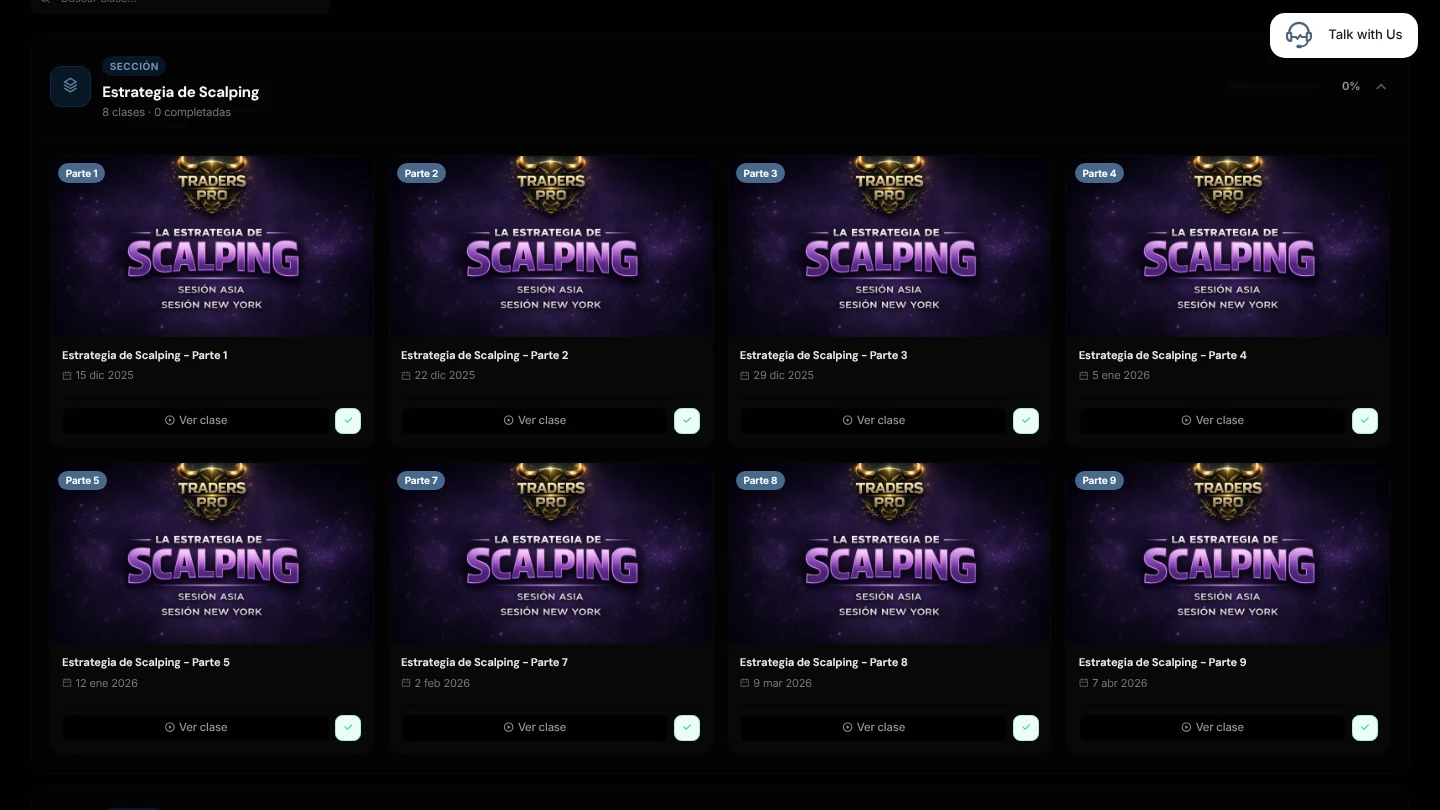 Talk with Us
SECCIÓN
Estrategia de Scalping
8 clases · 0 completadas
0%
Parte 1
TRADERS
PRO
LA ESTRATEGIA DE
SCALPING
SESIÓN ASIA
SESIÓN NEW YORK
Estrategia de Scalping - Parte 1
15 dic 2025
Ver clase
Parte 2
TRADERS
PRO
LA ESTRATEGIA DE
SCALPING
SESIÓN ASIA
SESIÓN NEW YORK
Estrategia de Scalping - Parte 2
22 dic 2025
Ver clase
Parte 3
TRADERS
PRO
LA ESTRATEGIA DE
SCALPING
SESIÓN ASIA
SESIÓN NEW YORK
Estrategia de Scalping - Parte 3
29 dic 2025
Ver clase
Parte 4
TRADERS
PRO
LA ESTRATEGIA DE
SCALPING
SESIÓN ASIA
SESIÓN NEW YORK
Estrategia de Scalping - Parte 4
5 ene 2026
Ver clase
Parte 5
TRADERS
PRO
LA ESTRATEGIA DE
SCALPING
SESIÓN ASIA
SESIÓN NEW YORK
Estrategia de Scalping - Parte 5
12 ene 2026
Ver clase
Parte 7
TRADERS
PRO
LA ESTRATEGIA DE
SCALPING
SESIÓN ASIA
SESIÓN NEW YORK
Estrategia de Scalping - Parte 7
2 feb 2026
Ver clase
Parte 8
TRADERS
PRO
LA ESTRATEGIA DE
SCALPING
SESIÓN ASIA
SESIÓN NEW YORK
Estrategia de Scalping - Parte 8
9 mar 2026
Ver clase
Parte 9
TRADERS
PRO
LA ESTRATEGIA DE
SCALPING
SESIÓN ASIA
SESIÓN NEW YORK
Estrategia de Scalping - Parte 9
7 abr 2026
Ver clase